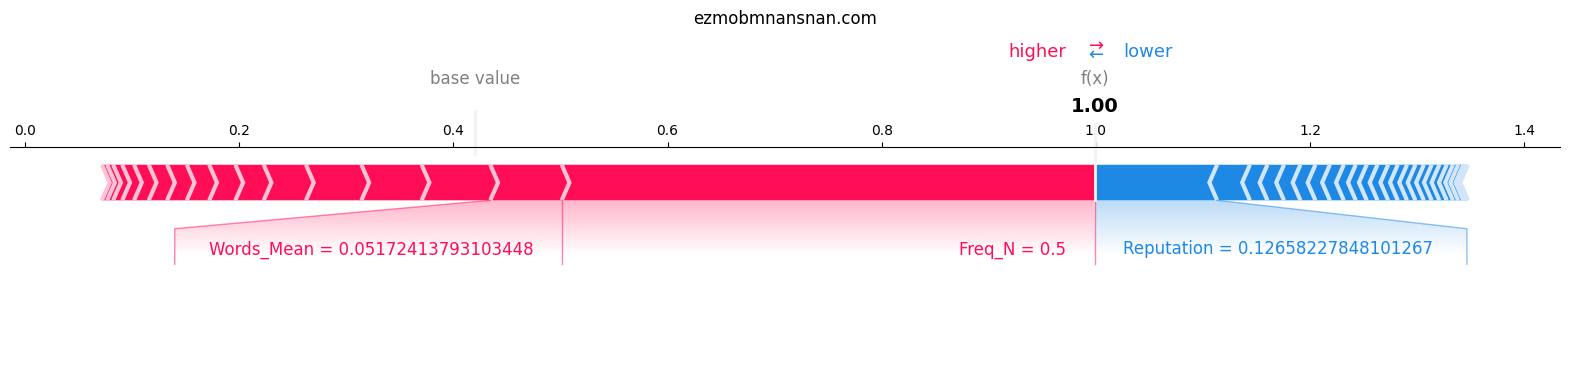 ezmobmnansnan.com
higher ⇄ lower
base value
f(x)
1.00
0.0 0.2 0.4 0.6 0.8 1.0 1.2 1.4
Words_Mean = 0.05172413793103448
Freq_N = 0.5
Reputation = 0.12658227848101267